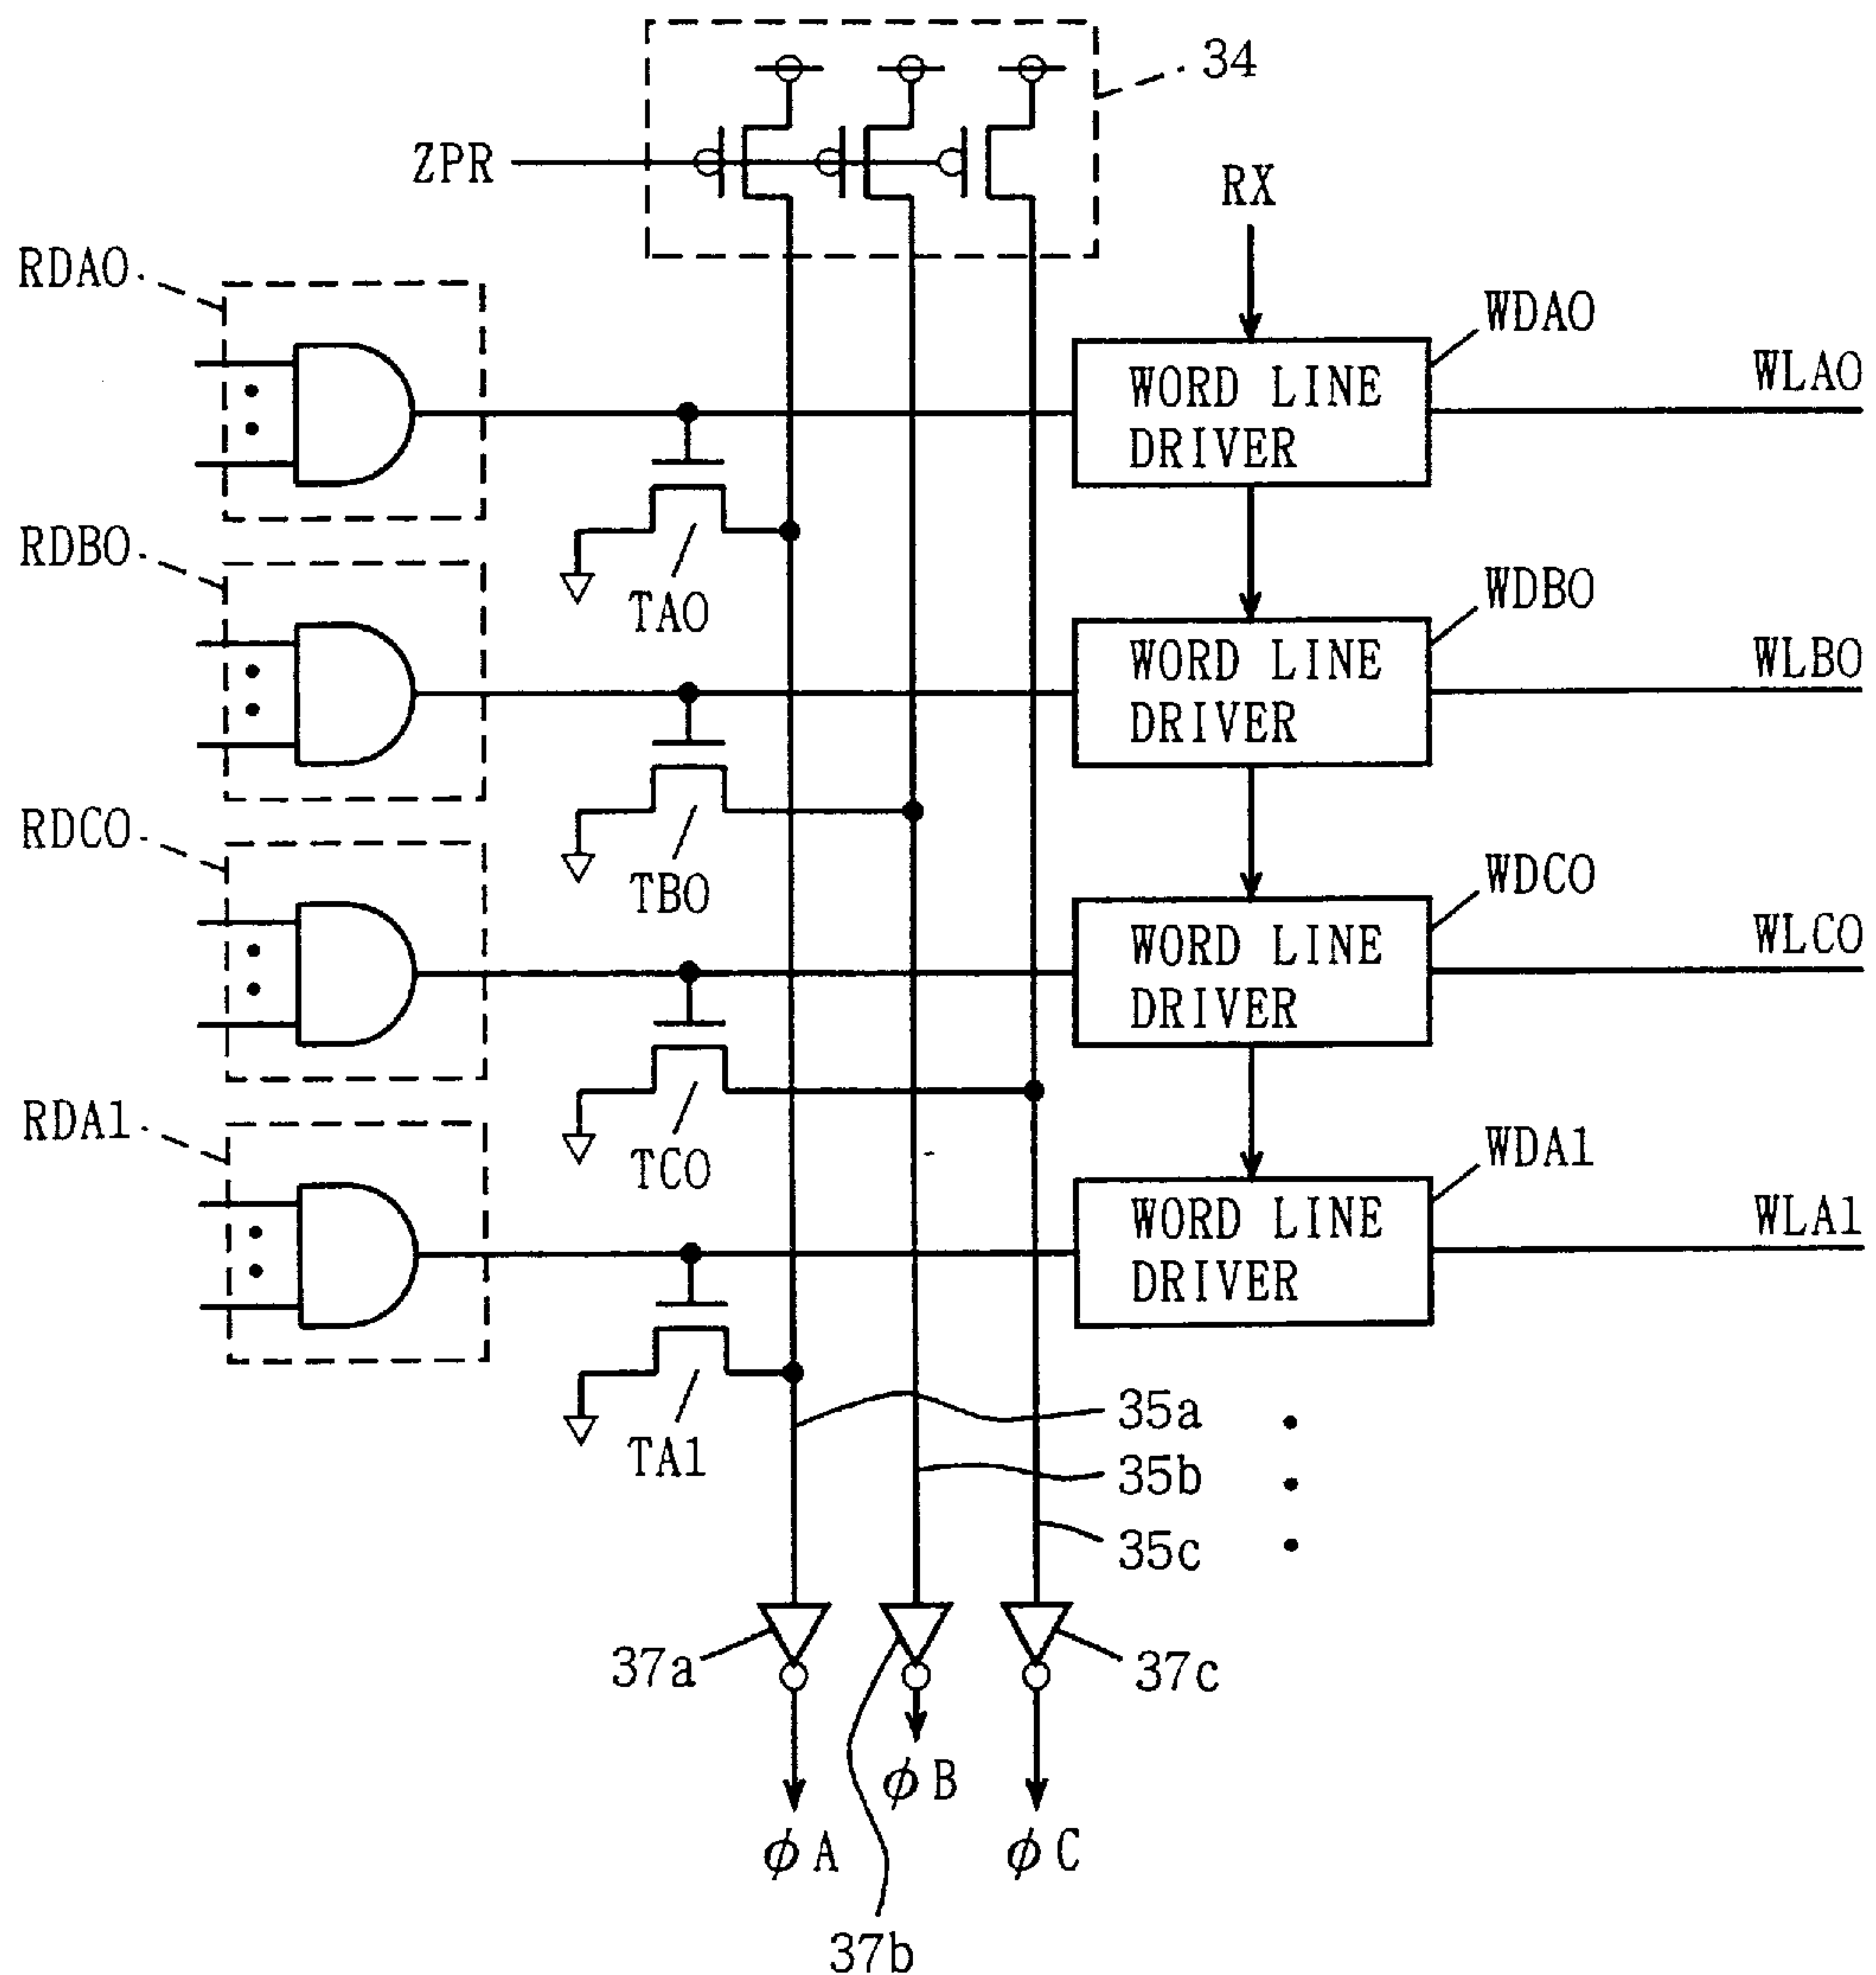 34
ZPR
RX
RDA0
WDA0
WLA0
WORD LINE
DRIVER
RDB0
TA0
WDB0
WLB0
WORD LINE
DRIVER
RDC0
TB0
WDC0
WLC0
WORD LINE
DRIVER
RDA1
TC0
WDA1
WLA1
WORD LINE
DRIVER
TA1
35a
35b
35c
37a
37c
φB
φA
φC
37b